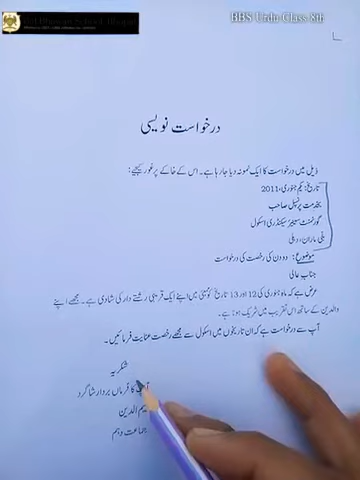 BBS Urdu Class 8th
درخواست نویسی
ذیل میں درخواست کا ایک نمونہ دیا جا رہا ہے۔ اس کے خاکے پر غور کیجیے:
تاریخ: یکم جنوری، 2011
بخدمت پرنسپل صاحب
گورنمنٹ سینیئر سیکنڈری اسکول
بلّی ماران، دہلی
موضوع: دو دن کی رخصت کی درخواست
جناب عالی
عرض ہے کہ ماہ جنوری کی 12 اور 13 تاریخ کو میں اپنے ایک قریبی رشتے دار کی شادی ہے۔ مجھے اپنے
والدین کے ساتھ اس تقریب میں شریک ہونا ہے۔
آپ سے درخواست ہے کہ ان تاریخوں میں اسکول سے مجھے رخصت عنایت فرمائیں۔
شکریہ
کا فرماں بردار شاگرد
الدین
جماعت دہم